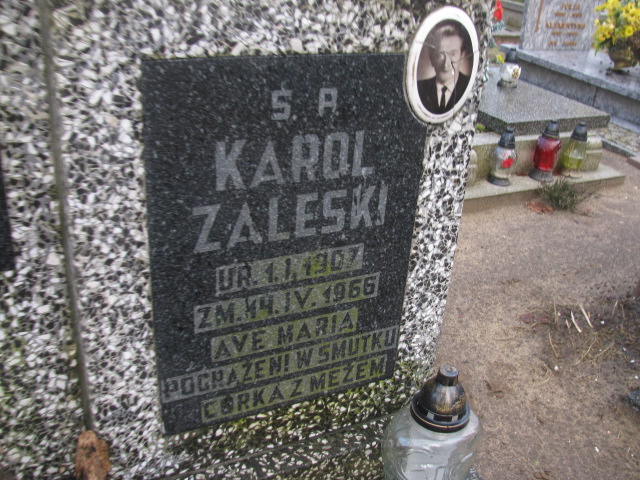 Ś. P.
KAROL
ZALESKI
UR. 1.I.1907
ZM. 14.IV.1966
AVE MARIA
POGRĄŻENI W SMUTKU
CÓRKA Z MĘŻEM